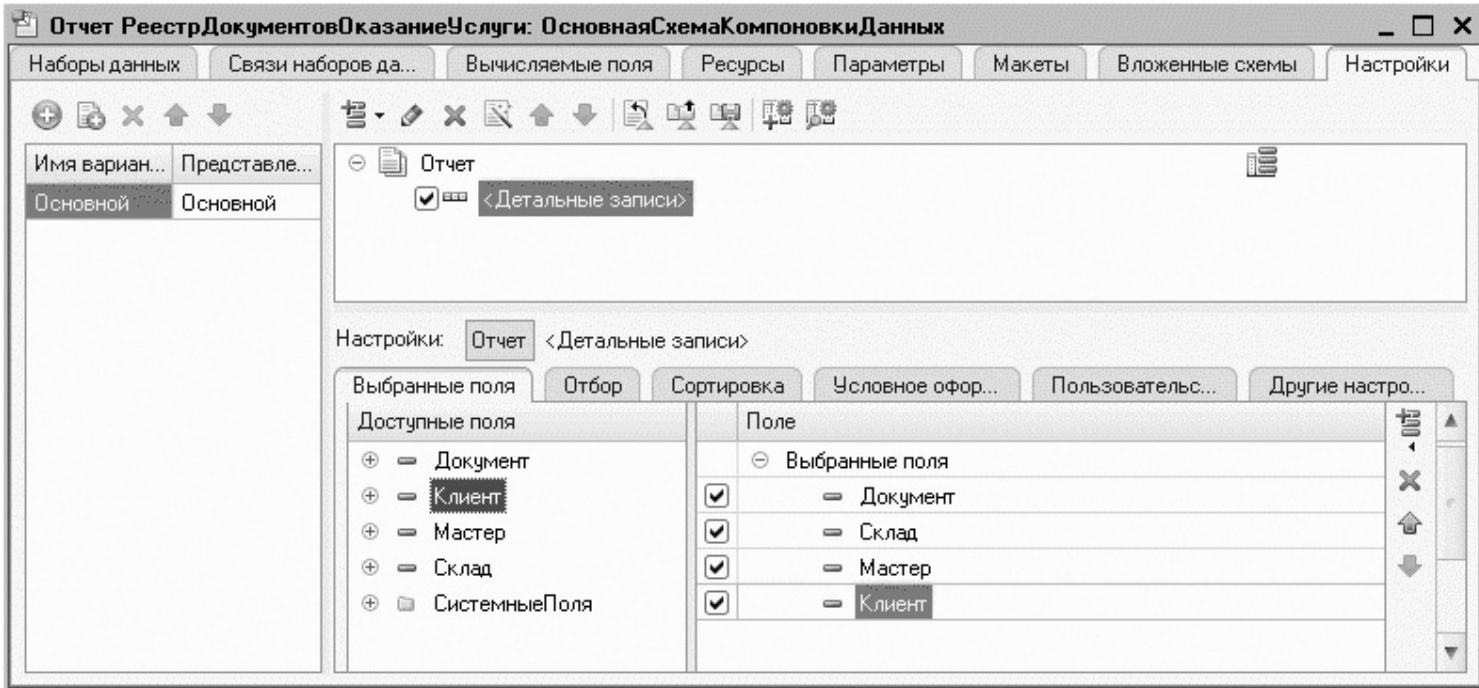 Отчет РеестрДокументовОказаниеУслуги: ОсновнаяСхемаКомпоновкиДанных
Наборы данных Связи наборов да... Вычисляемые поля Ресурсы Параметры Макеты Вложенные схемы Настройки
Имя вариан... Представле...
Основной Основной
Отчет
<Детальные записи>
Настройки: Отчет <Детальные записи>
Выбранные поля Отбор Сортировка Условное офор... Пользовательс... Другие настро...
Доступные поля Поле
Документ Выбранные поля
Клиент Документ
Мастер Склад
Склад Мастер
СистемныеПоля Клиент